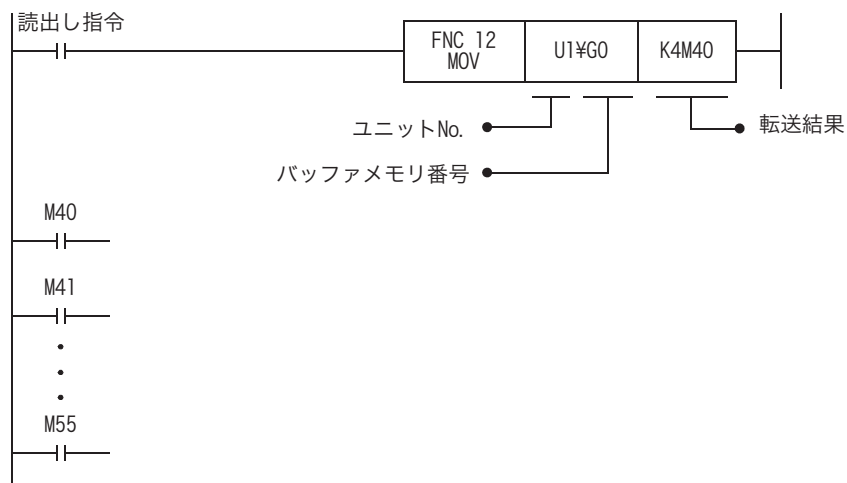 読出し指令
FNC 12
MOV
U1¥G0
K4M40
ユニットNo.
転送結果
バッファメモリ番号
M40
M41
M55